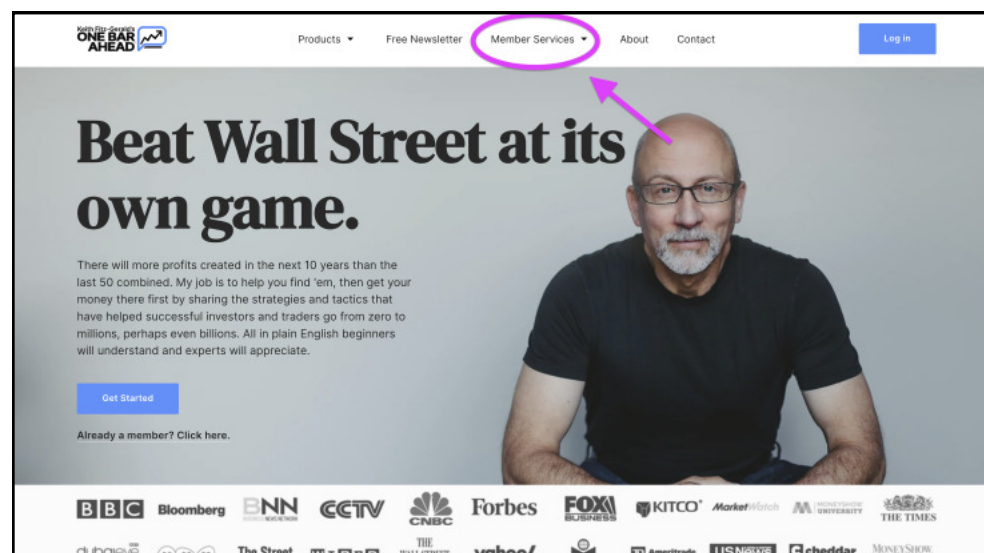 Keith Fitz-Gerald's
ONE BAR
AHEAD
Products
Free Newsletter
Member Services
About
Contact
Log in
Beat Wall Street at its
own game.
There will more profits created in the next 10 years than the
last 50 combined. My job is to help you find 'em, then get your
money there first by sharing the strategies and tactics that
have helped successful investors and traders go from zero to
millions, perhaps even billions. All in plain English beginners
will understand and experts will appreciate.
Get Started
Already a member? Click here.
BBC
Bloomberg
BNN
BUSINESS NEWS NETWORK
CCTV
CNBC
Forbes
FOX
BUSINESS
KITCO
MarketWatch
MONEYSHOW
UNIVERSITY
THE TIMES
The Street
THE
yahoo!
Ameritrade
US News
cheddar
MONEYSHOW